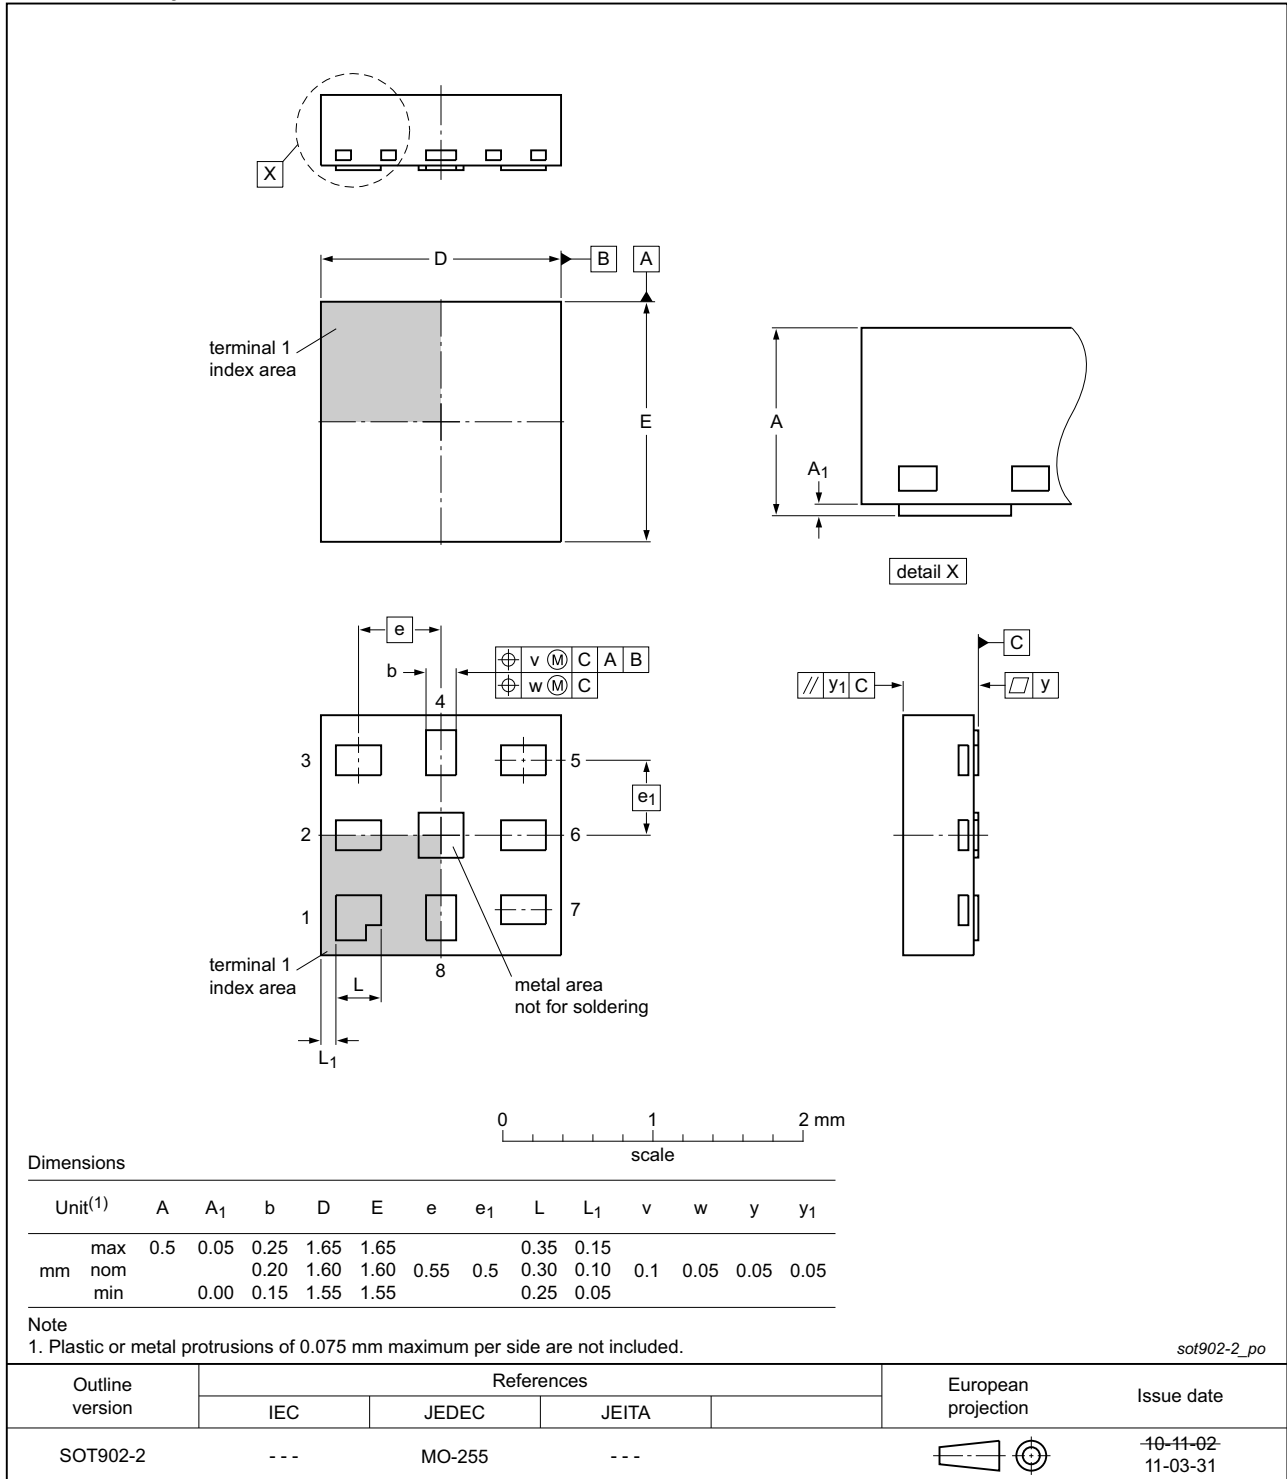 X
D
B
A
terminal 1
index area
E
A
A1
detail X
e
b
v M C A B
w M C
4
3
5
e1
2
6
1
7
terminal 1
index area
L
8
metal area
not for soldering
L1
C
// y1 C
y
0 1 2 mm
scale
Dimensions
Unit(1) A A1 b D E e e1 L L1 v w y y1
max 0.5 0.05 0.25 1.65 1.65 0.35 0.15
mm nom 0.20 1.60 1.60 0.55 0.5 0.30 0.10 0.1 0.05 0.05 0.05
min 0.00 0.15 1.55 1.55 0.25 0.05
Note
1. Plastic or metal protrusions of 0.075 mm maximum per side are not included.
sot902-2_po
Outline version
References
European projection
Issue date
IEC JEDEC JEITA
SOT902-2 - - - MO-255 - - -
10-11-02
11-03-31